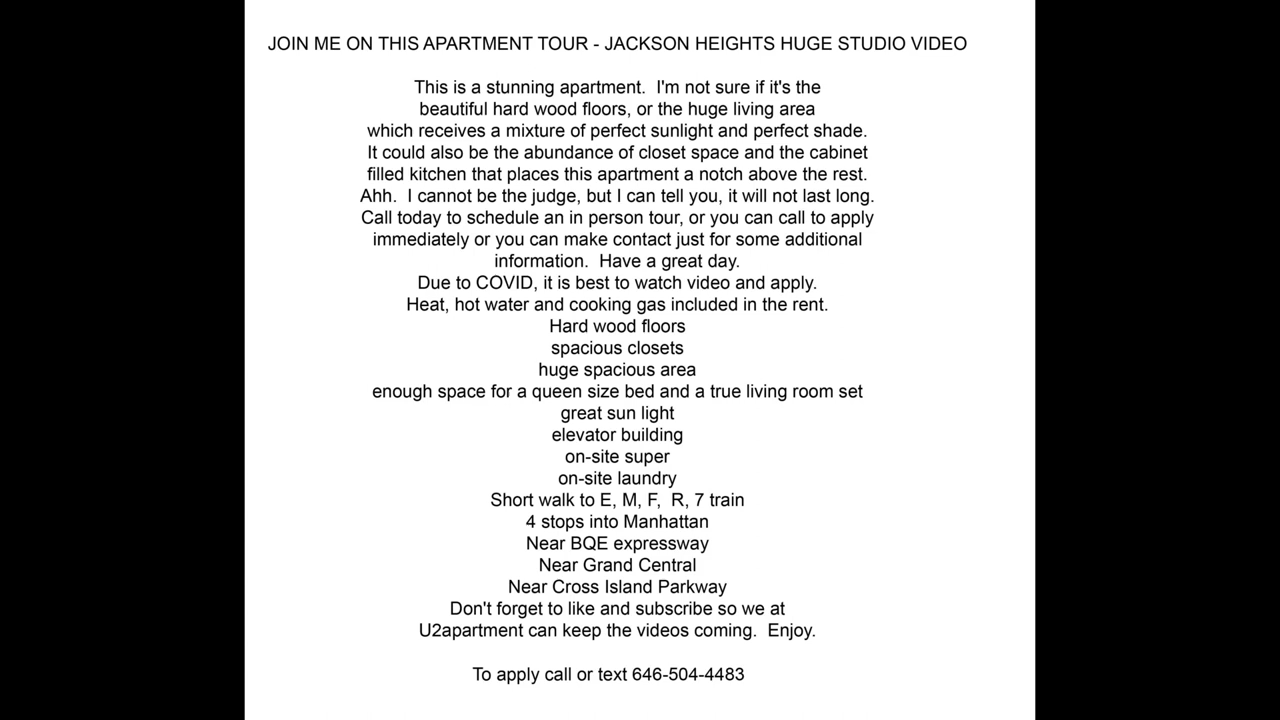 JOIN ME ON THIS APARTMENT TOUR - JACKSON HEIGHTS HUGE STUDIO VIDEO
This is a stunning apartment.  I'm not sure if it's the
beautiful hard wood floors, or the huge living area
which receives a mixture of perfect sunlight and perfect shade.
It could also be the abundance of closet space and the cabinet
filled kitchen that places this apartment a notch above the rest.
Ahh.  I cannot be the judge, but I can tell you, it will not last long.
Call today to schedule an in person tour, or you can call to apply
immediately or you can make contact just for some additional
information.  Have a great day.
Due to COVID, it is best to watch video and apply.
Heat, hot water and cooking gas included in the rent.
Hard wood floors
spacious closets
huge spacious area
enough space for a queen size bed and a true living room set
great sun light
elevator building
on-site super
on-site laundry
Short walk to E, M, F,  R, 7 train
4 stops into Manhattan
Near BQE expressway
Near Grand Central
Near Cross Island Parkway
Don't forget to like and subscribe so we at
U2apartment can keep the videos coming.  Enjoy.
To apply call or text 646-504-4483